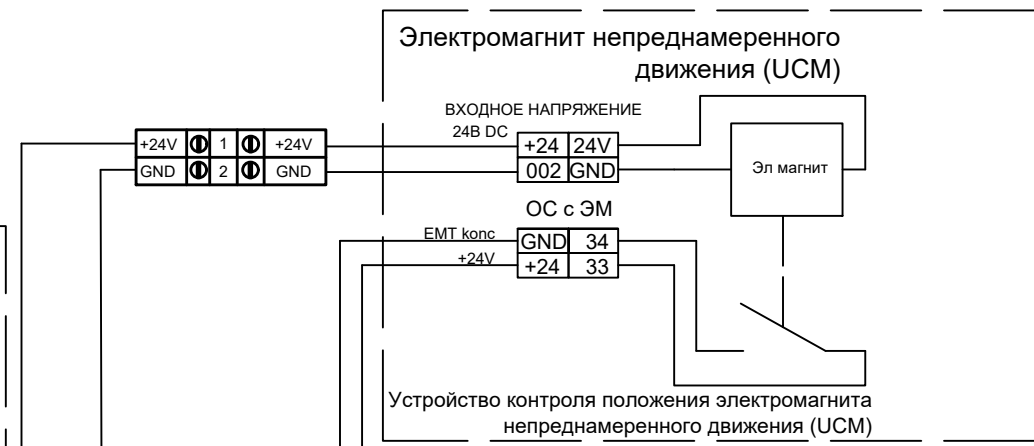 Электромагнит непреднамеренного
движения (UCM)
ВХОДНОЕ НАПРЯЖЕНИЕ
24В DC
+24V 1 +24V
GND 2 GND
+24 24V
002 GND
Эл магнит
ОС с ЭМ
EMT konc
GND 34
+24V
+24 33
Устройство контроля положения электромагнита
непреднамеренного движения (UCM)